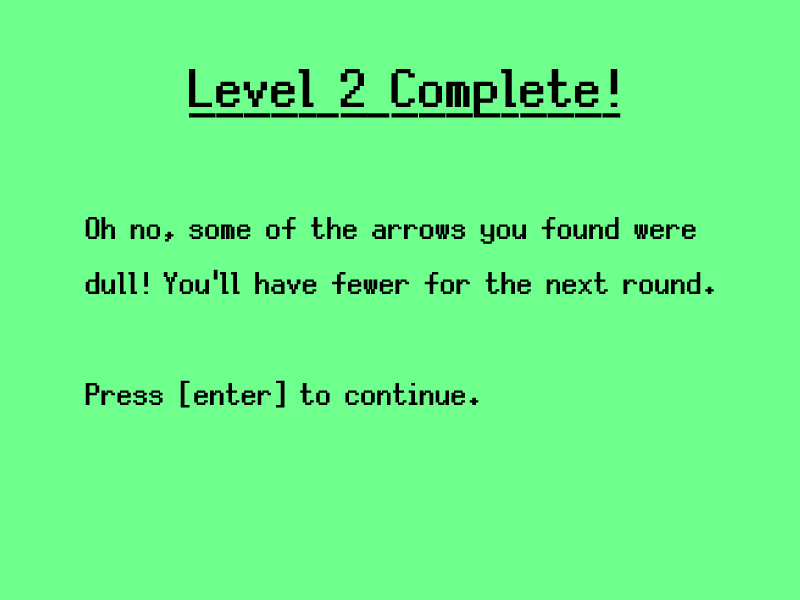 Level 2 Complete!
Oh no, some of the arrows you found were
dull! You'll have fewer for the next round.
Press [enter] to continue.